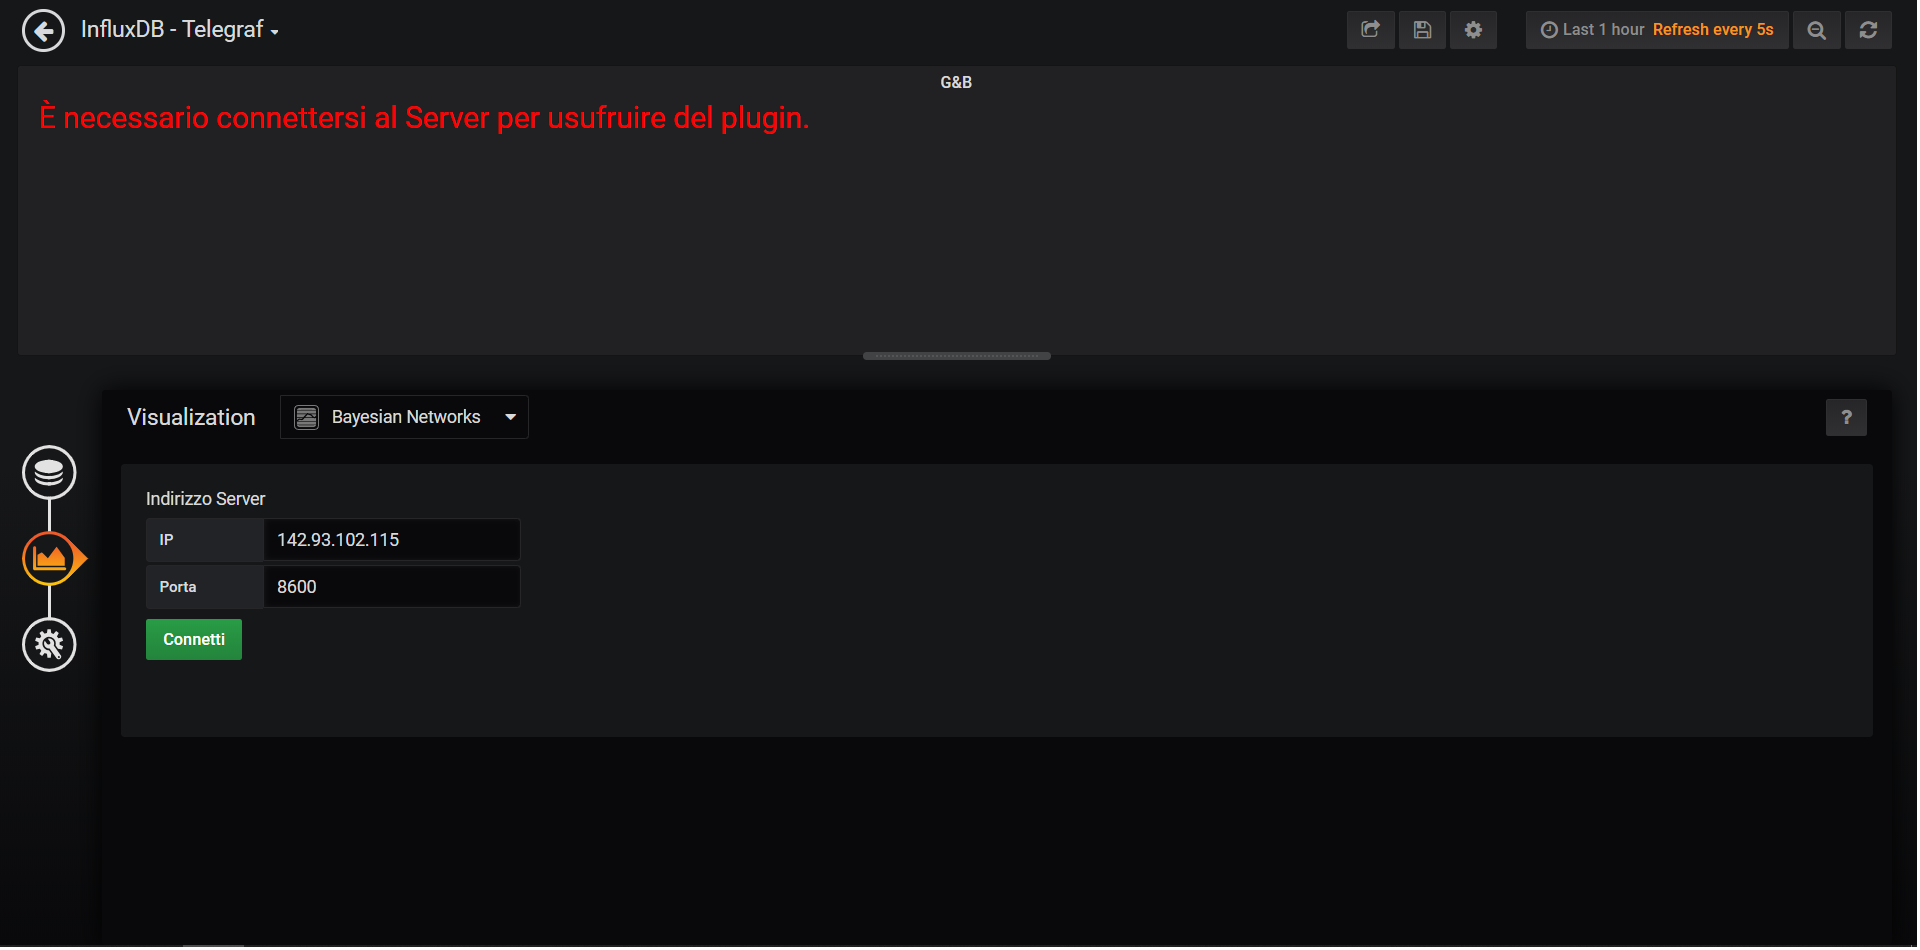 InfluxDB - Telegraf
Last 1 hour Refresh every 5s
G&B
È necessario connettersi al Server per usufruire del plugin.
Visualization
Bayesian Networks
?
Indirizzo Server
IP
142.93.102.115
Porta
8600
Connetti